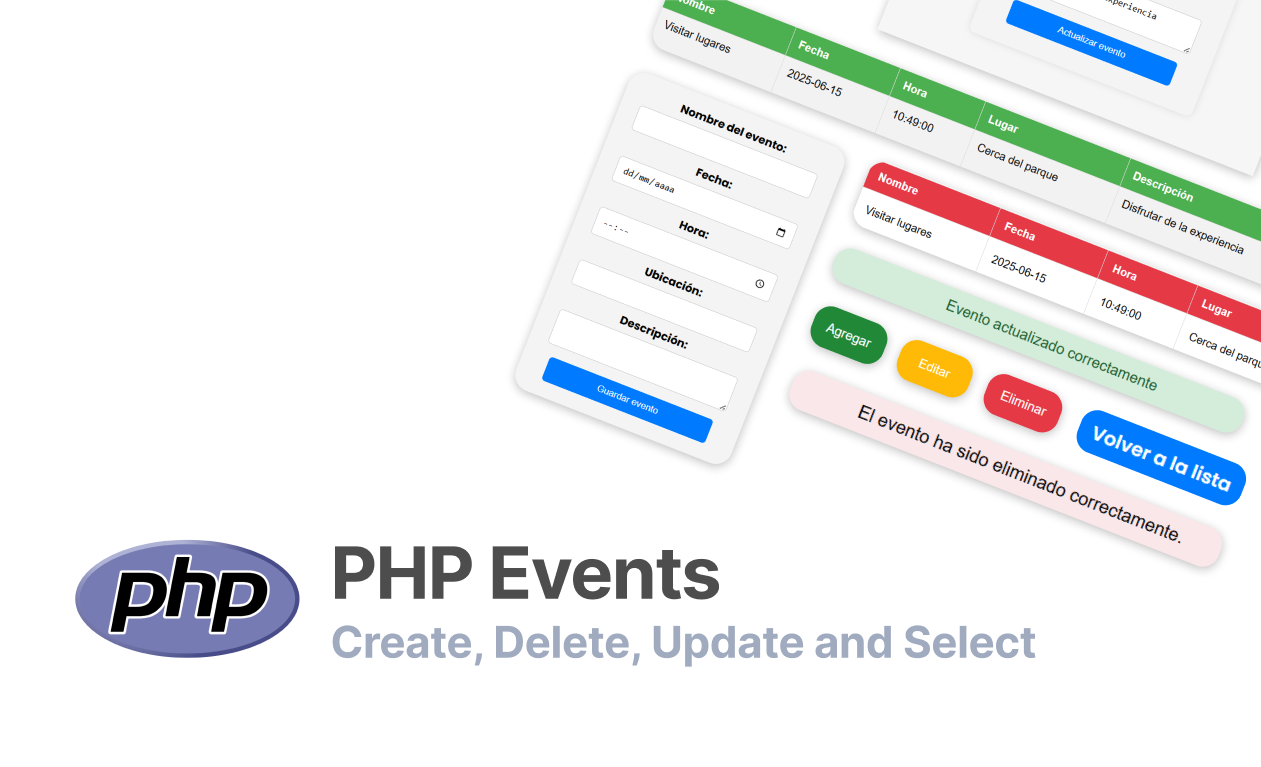 Nombre
Fecha
Hora
Lugar
Descripción
Visitar lugares
2025-06-15
10:49:00
Cerca del parque
Disfrutar de la experiencia
Actualizar evento
Nombre del evento:
Fecha:
dd/mm/aaaa
Hora:
--:--
Ubicación:
Descripción:
Guardar evento
Nombre
Fecha
Hora
Lugar
Visitar lugares
2025-06-15
10:49:00
Evento actualizado correctamente
Agregar
Editar
Eliminar
Volver a la lista
El evento ha sido eliminado correctamente.
php
PHP Events
Create, Delete, Update and Select